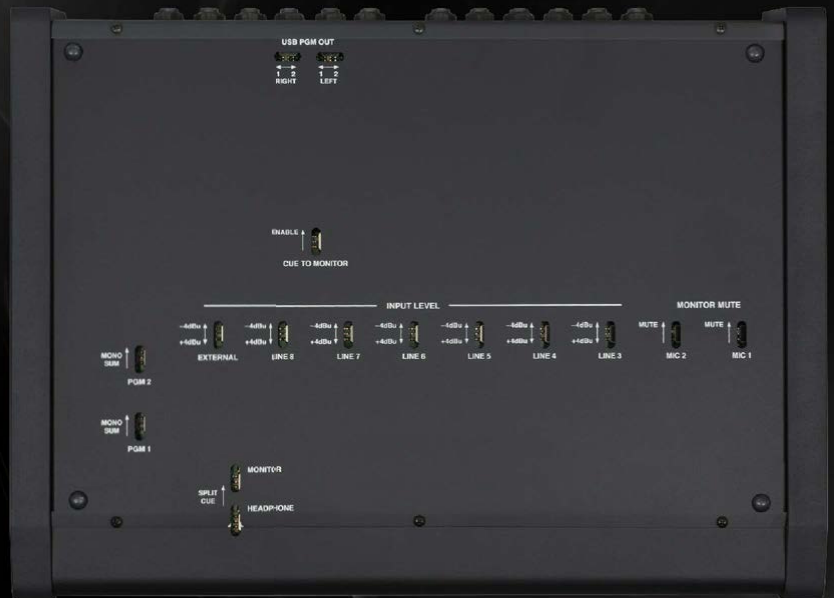 USB PGM OUT
1 2 1 2
RIGHT LEFT
ENABLE
CUE TO MONITOR
INPUT LEVEL
MONITOR MUTE
-4dBu -4dBu -4dBu -4dBu -4dBu -4dBu -4dBu MUTE MUTE
+4dBu +4dBu +4dBu +4dBu +4dBu +4dBu +4dBu
EXTERNAL LINE 8 LINE 7 LINE 6 LINE 5 LINE 4 LINE 3 MIC 2 MIC 1
MONO
SUM
PGM 2
MONO
SUM
PGM 1
MONITOR
SPLIT
CUE
HEADPHONE